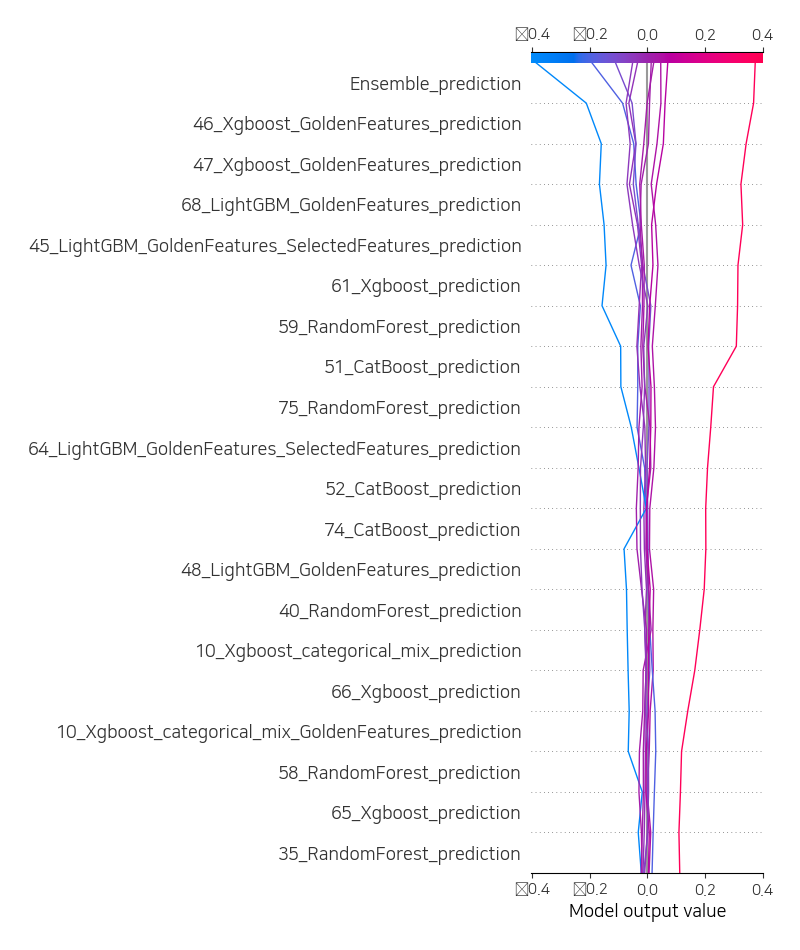 0.4 0.2 0.0 0.2 0.4
Ensemble_prediction
46_Xgboost_GoldenFeatures_prediction
47_Xgboost_GoldenFeatures_prediction
68_LightGBM_GoldenFeatures_prediction
45_LightGBM_GoldenFeatures_SelectedFeatures_prediction
61_Xgboost_prediction
59_RandomForest_prediction
51_CatBoost_prediction
75_RandomForest_prediction
64_LightGBM_GoldenFeatures_SelectedFeatures_prediction
52_CatBoost_prediction
74_CatBoost_prediction
48_LightGBM_GoldenFeatures_prediction
40_RandomForest_prediction
10_Xgboost_categorical_mix_prediction
66_Xgboost_prediction
10_Xgboost_categorical_mix_GoldenFeatures_prediction
58_RandomForest_prediction
65_Xgboost_prediction
35_RandomForest_prediction
0.4 0.2 0.0 0.2 0.4
Model output value